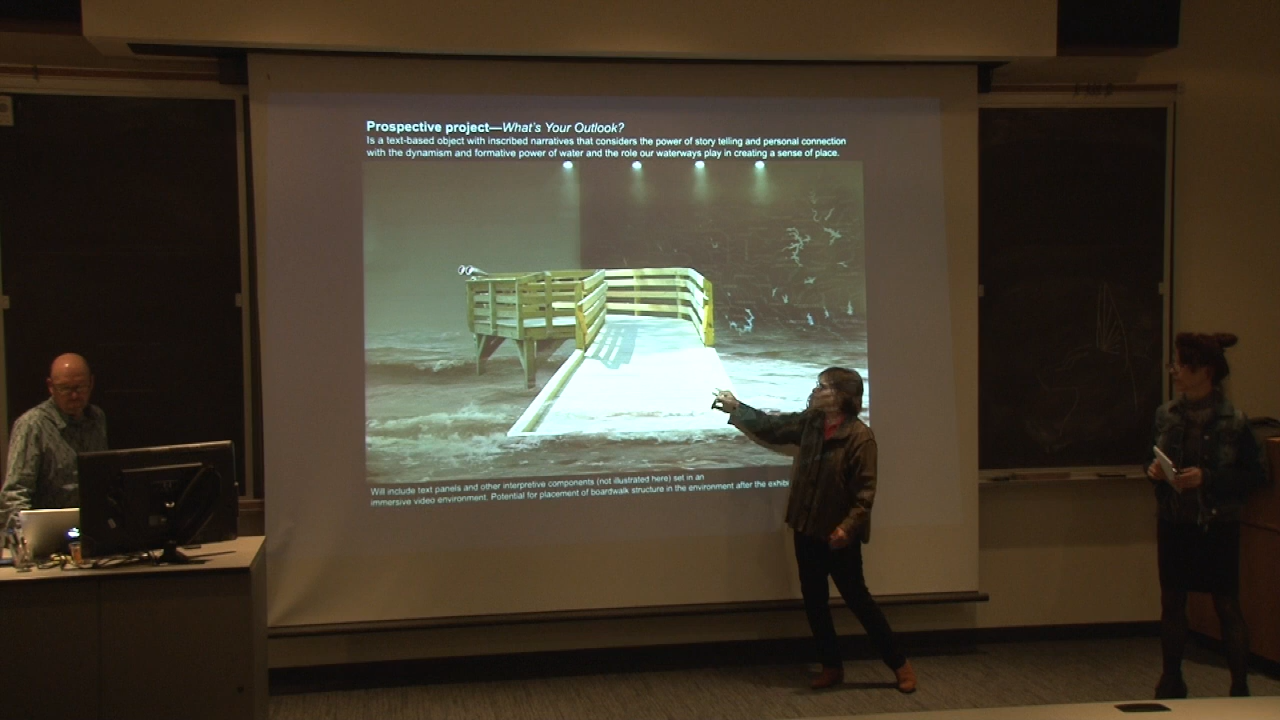 Prospective project—What's Your Outlook?
Is a text-based object with inscribed narratives that considers the power of story telling and personal connection
with the dynamism and formative power of water and the role our waterways play in creating a sense of place.
Will include text panels and other interpretive components (not illustrated here) set in an
immersive video environment. Potential for placement of boardwalk structure in the environment after the